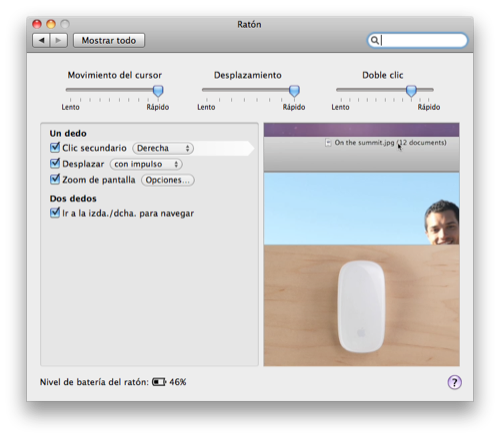 Ratón
Mostrar todo
Movimiento del cursor
Desplazamiento
Doble clic
Lento Rápido
Lento Rápido
Lento Rápido
Un dedo
Clic secundario Derecha
Desplazar con impulso
Zoom de pantalla Opciones...
Dos dedos
Ir a la izda./dcha. para navegar
On the summit.jpg (12 documents)
Nivel de batería del ratón: 46%
?